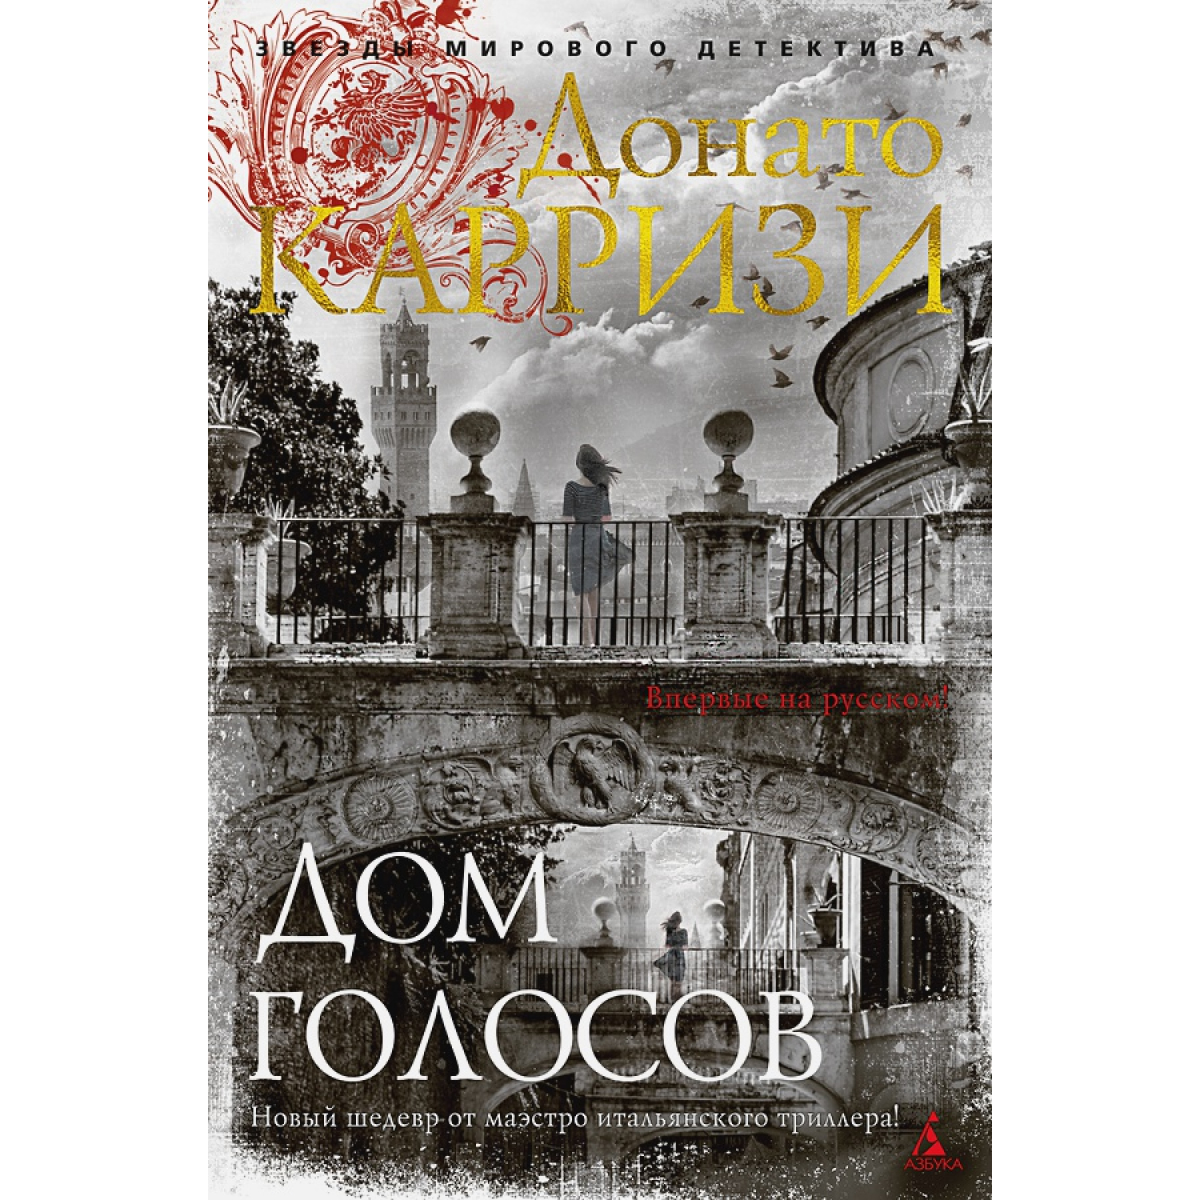 ЗВЕЗДЫ МИРОВОГО ДЕТЕКТИВА
Донато
КАРРИЗИ
Впервые на русском!
ДОМ
ГОЛОСОВ
Новый шедевр от маэстро итальянского триллера!
АЗБУКА